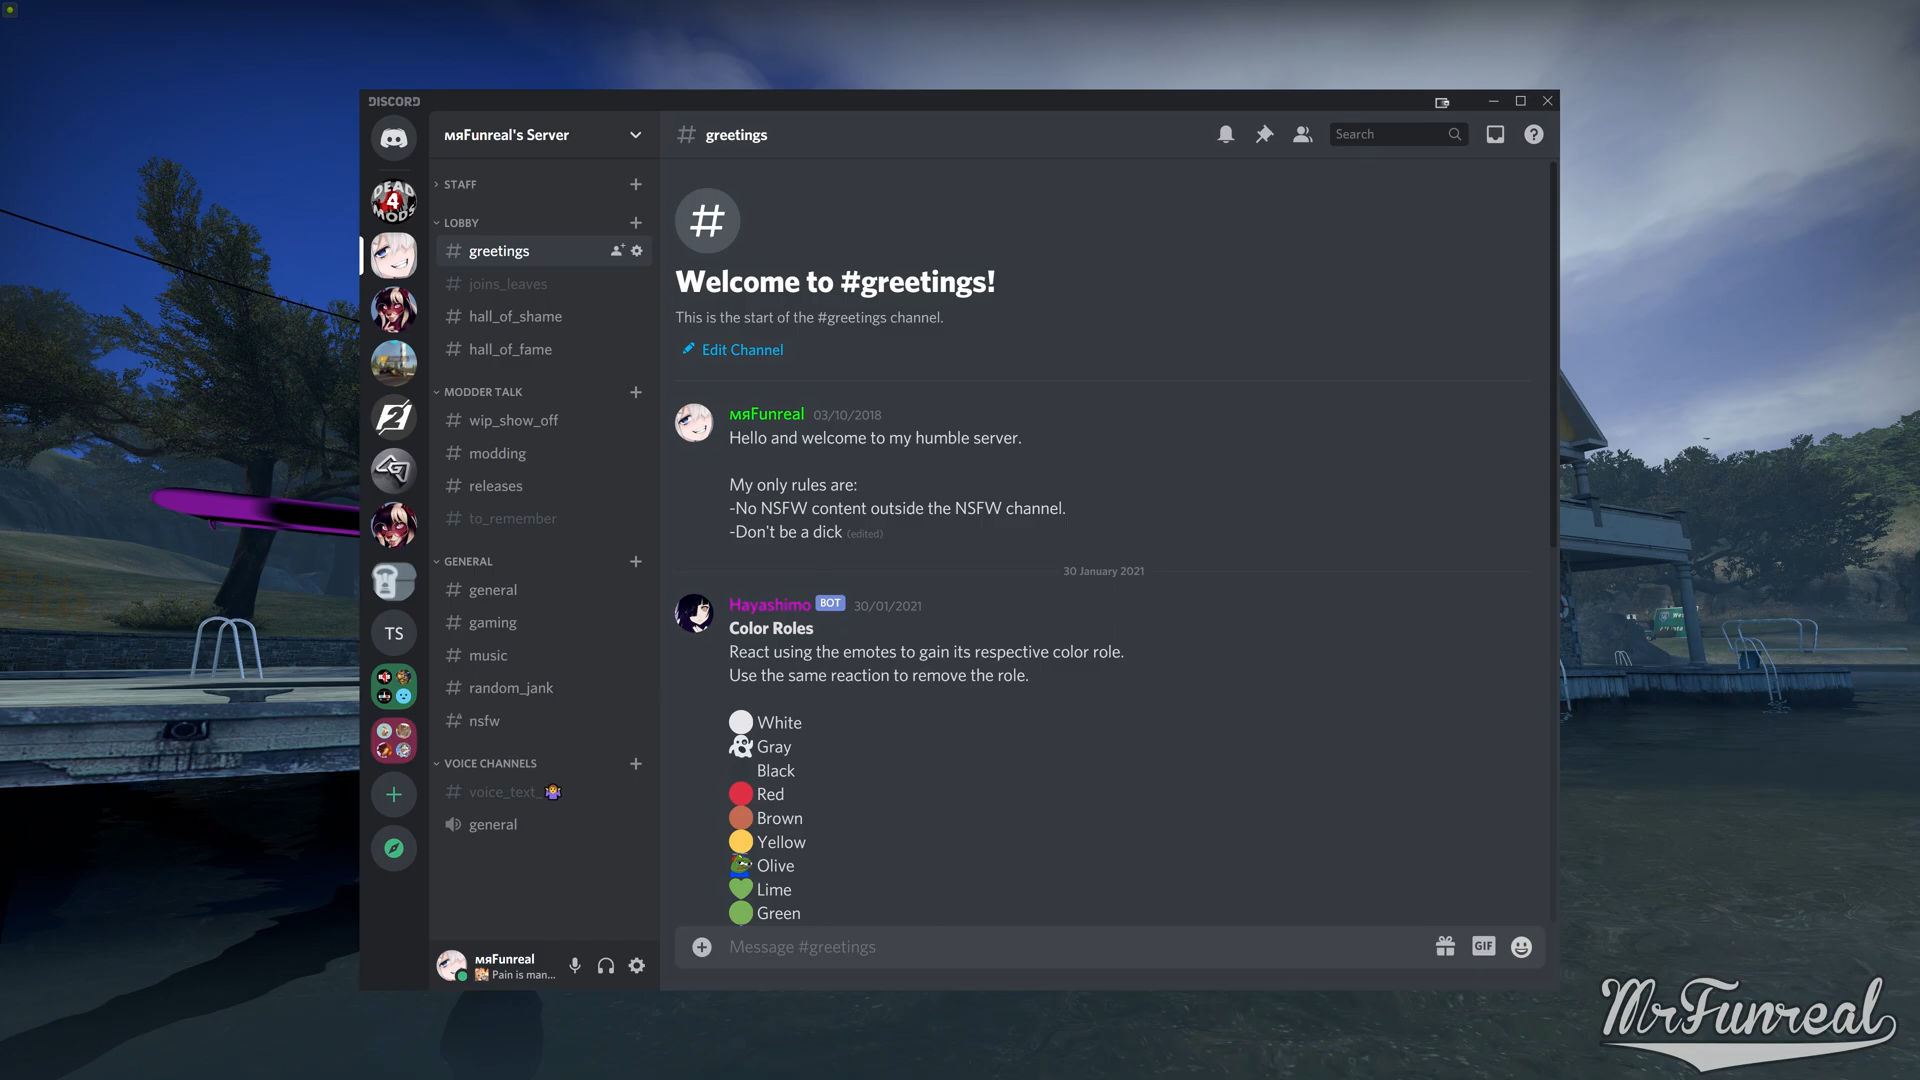 DISCORD
мяFunreal's Server
STAFF
LOBBY
greetings
joins_leaves
hall_of_shame
hall_of_fame
MODDER TALK
wip_show_off
modding
releases
to_remember
GENERAL
general
gaming
music
random_jank
nsfw
VOICE CHANNELS
voice_text_
general
DEAD
4
MODS
TS
мяFunreal
Pain is man...
# greetings
Search
Welcome to #greetings!
This is the start of the #greetings channel.
Edit Channel
мяFunreal 03/10/2018
Hello and welcome to my humble server.
My only rules are:
-No NSFW content outside the NSFW channel.
-Don't be a dick (edited)
30 January 2021
Hayashimo BOT 30/01/2021
Color Roles
React using the emotes to gain its respective color role.
Use the same reaction to remove the role.
White
Gray
Black
Red
Brown
Yellow
Olive
Lime
Green
Message #greetings
GIF
MrFunreal